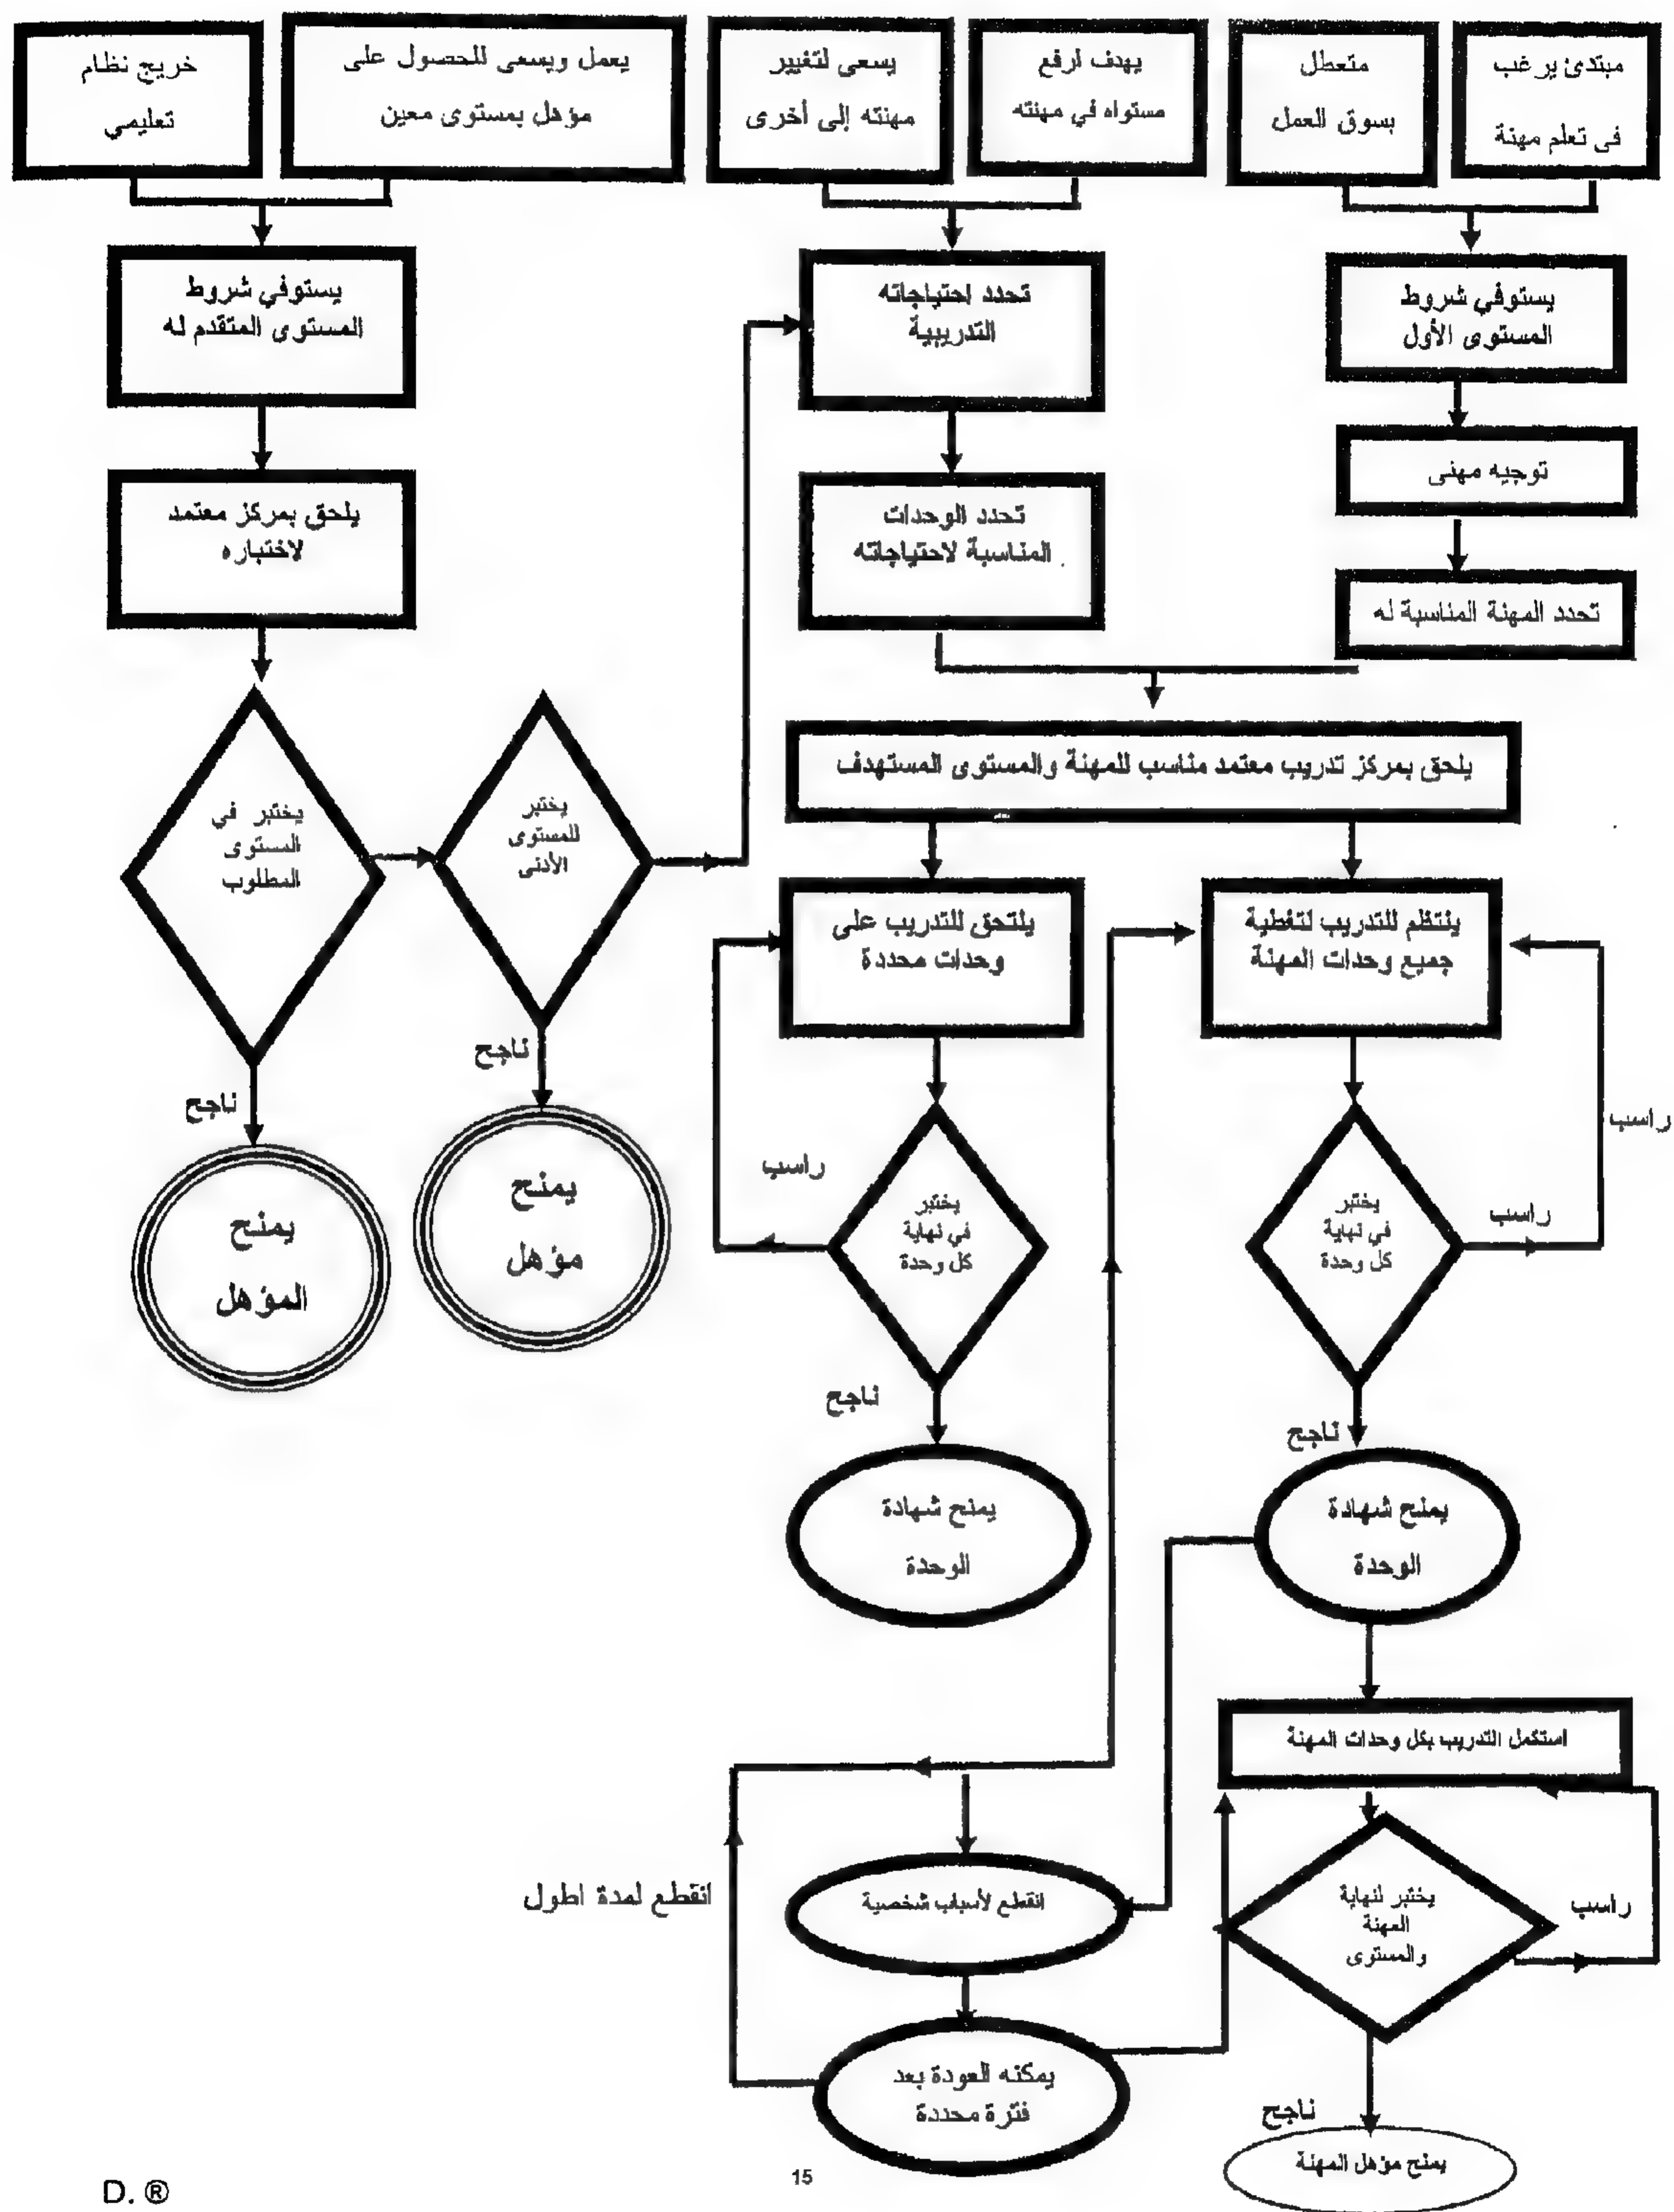 مبتدئ يرغب
فى تعلم مهنة
متعطل
بسوق العمل
يهدف لرفع
مستواه في مهنته
يسعى لتغيير
مهنته إلى أخرى
يعمل ويسعى للحصول على
مؤهل بمستوى معين
خريج نظام
تعليمي
يستوفي شروط
المستوى الأول
تحدد احتياجاته
التدريبية
يستوفي شروط
المستوى المتقدم له
توجيه مهنى
تحدد الوحدات
المناسبة لاحتياجاته
يلحق بمركز معتمد
لاختباره
تحدد المهنة المناسبة له
يلحق بمركز تدريب معتمد مناسب للمهنة والمستوى المستهدف
يختبر
للمستوى
الأدنى
يختبر في
المستوى
المطلوب
ينتظم للتدريب لتغطية
جميع وحدات المهنة
يلتحق للتدريب على
وحدات محددة
ناجح
ناجح
راسب
راسب
راسب
يختبر
في نهاية
كل وحدة
يختبر
في نهاية
كل وحدة
يمنح
مؤهل
يمنح
المؤهل
ناجح
ناجح
يمنح شهادة
الوحدة
يمنح شهادة
الوحدة
استكمل التدريب بكل وحدات المهنة
يختبر لنهاية
المهنة
والمستوى
راسب
انقطع لأسباب شخصية
انقطع لمدة اطول
يمكنه العودة بعد
فترة محددة
ناجح
يمنح مؤهل المهنة
15
D. ®